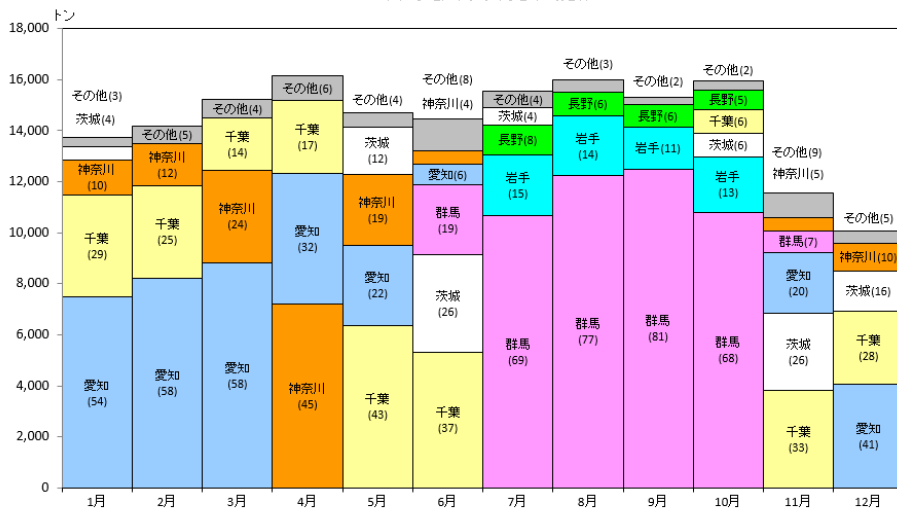 トン
18,000
16,000
14,000
12,000
10,000
8,000
6,000
4,000
2,000
0
その他(3)
茨城(4)
神奈川
(10)
千葉
(29)
愛知
(54)
1月
その他(5)
神奈川
(12)
千葉
(25)
愛知
(58)
2月
その他(4)
千葉
(14)
神奈川
(24)
愛知
(58)
3月
その他(6)
千葉
(17)
愛知
(32)
神奈川
(45)
4月
その他(4)
茨城
(12)
神奈川
(19)
愛知
(22)
千葉
(43)
5月
その他(8)
神奈川(4)
愛知(6)
群馬
(19)
茨城
(26)
千葉
(37)
6月
その他(4)
茨城(4)
長野(8)
岩手
(15)
群馬
(69)
7月
その他(3)
長野(6)
岩手
(14)
群馬
(77)
8月
その他(2)
長野(6)
岩手(11)
群馬
(81)
9月
その他(2)
長野(5)
千葉(6)
茨城(6)
岩手
(13)
群馬
(68)
10月
その他(9)
神奈川(5)
群馬(7)
愛知
(20)
茨城
(26)
千葉
(33)
11月
その他(5)
神奈川(10)
茨城(16)
千葉
(28)
愛知
(41)
12月